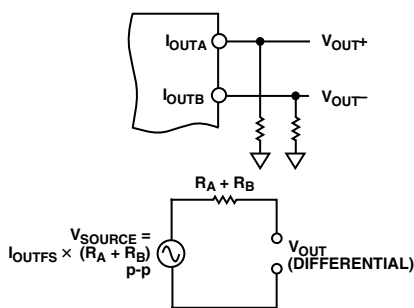 IOUTA
VOUT+
IOUTB
VOUT–
RA + RB
VSOURCE =
IOUTFS × (RA + RB)
p-p
VOUT
(DIFFERENTIAL)